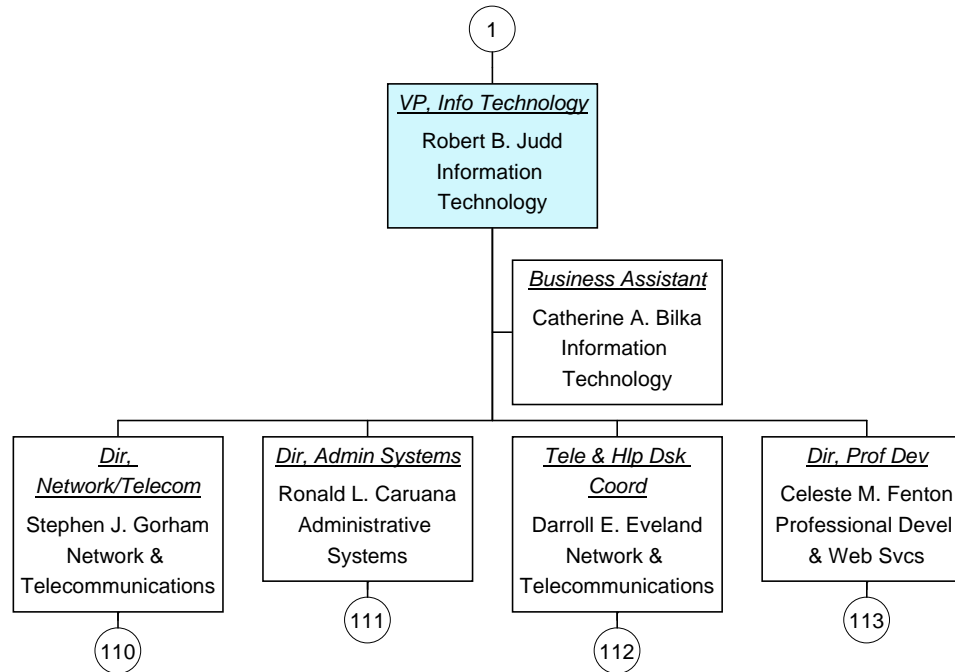 1
VP, Info Technology
Robert B. Judd
Information
Technology
Business Assistant
Catherine A. Bilka
Information
Technology
Dir,
Network/Telecom
Stephen J. Gorham
Network &
Telecommunications
110
Dir, Admin Systems
Ronald L. Caruana
Administrative
Systems
111
Tele & Hlp Dsk
Coord
Darroll E. Eveland
Network &
Telecommunications
112
Dir, Prof Dev
Celeste M. Fenton
Professional Devel
& Web Svcs
113